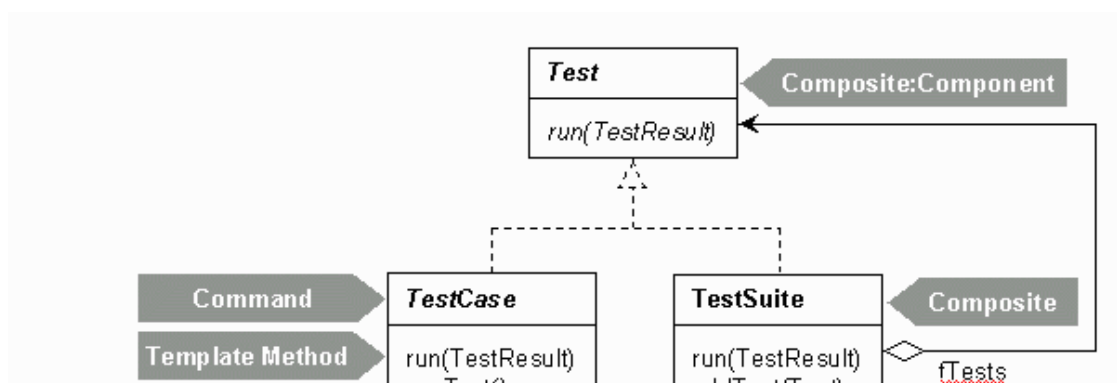 Test
Composite:Component
run(TestResult)
Command
TestCase
TestSuite
Composite
Template Method
run(TestResult)
run(TestResult)
fTests